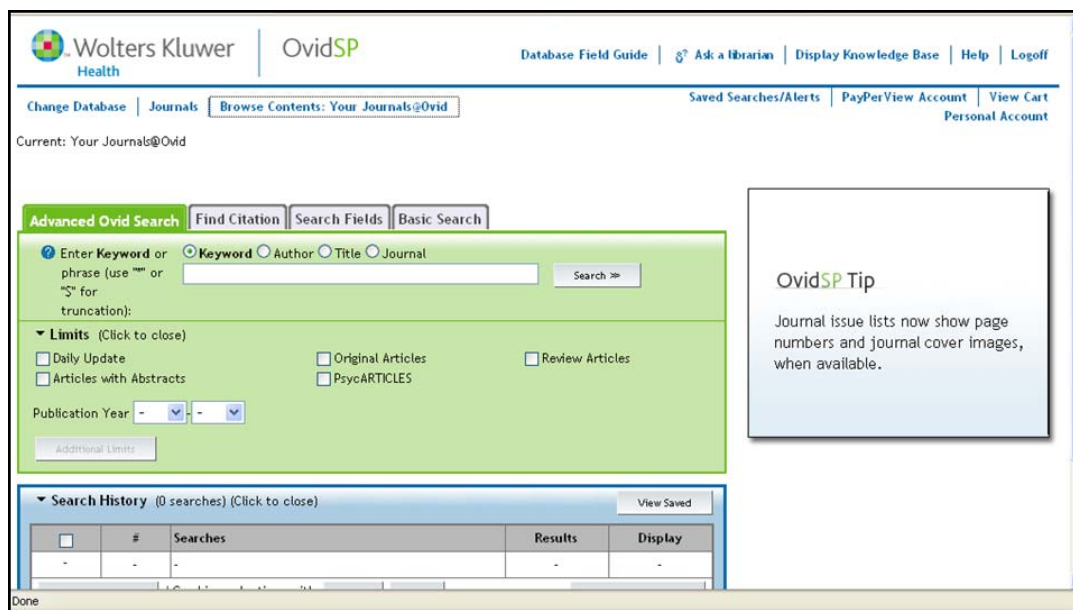 Wolters Kluwer
Health
OvidSP
Database Field Guide
Ask a librarian
Display Knowledge Base
Help
Logoff
Change Database
Journals
Browse Contents: Your Journals@Ovid
Saved Searches/Alerts
PayPerView Account
View Cart
Personal Account
Current: Your Journals@Ovid
Advanced Ovid Search
Find Citation
Search Fields
Basic Search
Enter Keyword or
phrase (use "*" or
"$" for
truncation):
Keyword Author Title Journal
Search >>
Limits (Click to close)
Daily Update
Original Articles
Review Articles
Articles with Abstracts
PsycARTICLES
Publication Year - - -
Additional Limits
OvidSP Tip
Journal issue lists now show page
numbers and journal cover images,
when available.
Search History (0 searches) (Click to close)
View Saved
# Searches Results Display
- - - - -
Done